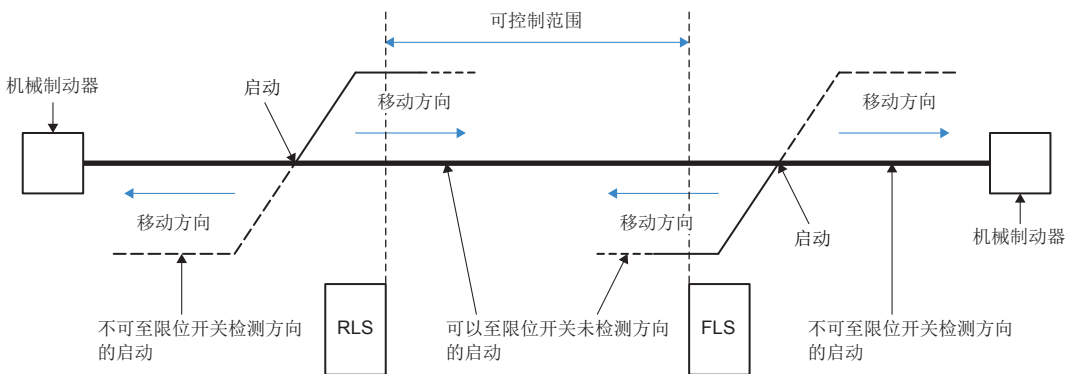 可控制范围
机械制动器
启动
移动方向
移动方向
移动方向
移动方向
启动
机械制动器
不可至限位开关检测方向
的启动
RLS
可以至限位开关未检测方向
的启动
FLS
不可至限位开关检测方向
的启动